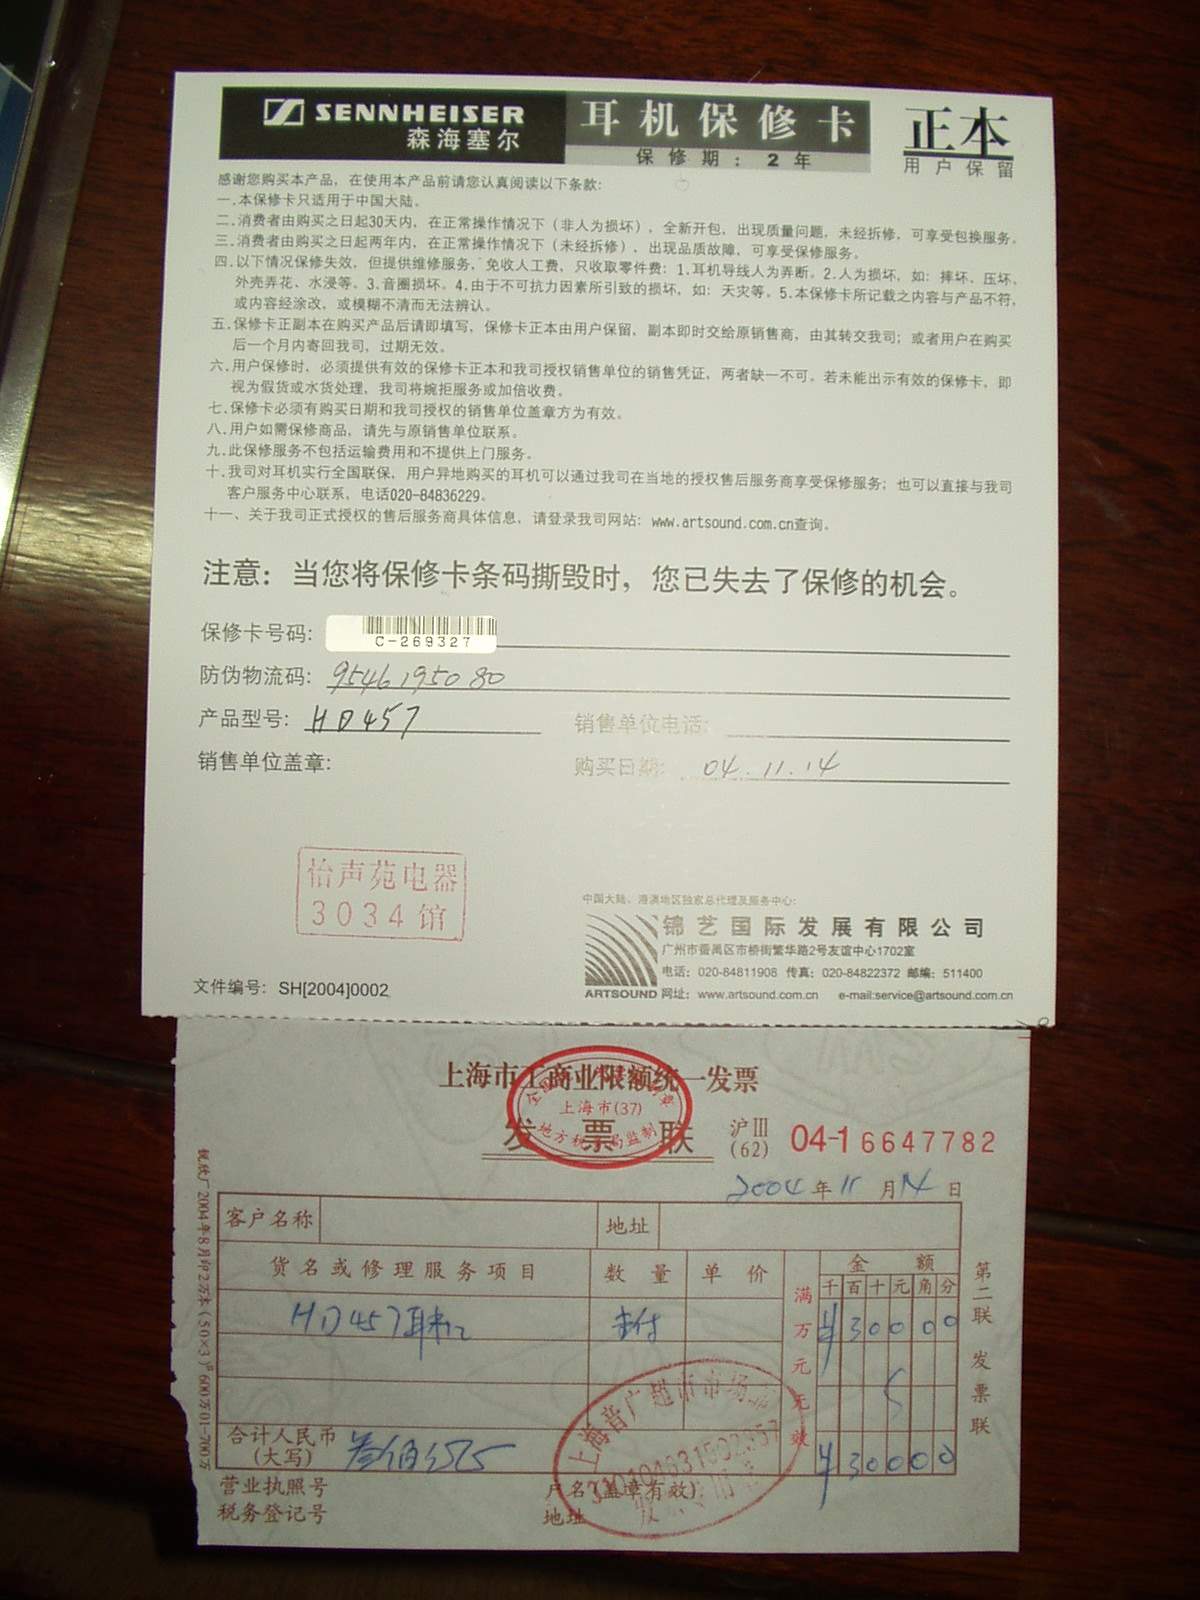 SENNHEISER
森海塞尔
耳机保修卡
保修期：2年
正本
用户保留
感谢您购买本产品，在使用本产品前请您认真阅读以下条款：
一.本保修卡只适用于中国大陆。
二.消费者由购买之日起30天内，在正常操作情况下（非人为损坏），全新开包，出现质量问题，未经拆修，可享受包换服务。
三.消费者由购买之日起两年内，在正常操作情况下（未经拆修），出现品质故障，可享受保修服务。
四.以下情况保修失效，但提供维修服务，免收人工费，只收取零件费：1.耳机导线人为弄断。2.人为损坏，如：摔坏、压坏、
外壳弄花、水浸等。3.音圈损坏。4.由于不可抗力因素所引致的损坏，如：天灾等。5.本保修卡所记载之内容与产品不符，
或内容经涂改，或模糊不清而无法辨认。
五.保修卡正副本在购买产品后请即填写，保修卡正本由用户保留，副本即时交给原销售商，由其转交我司；或者用户在购买
后一个月内寄回我司，过期无效。
六.用户保修时，必须提供有效的保修卡正本和我司授权销售单位的销售凭证，两者缺一不可。若未能出示有效的保修卡，即
视为假货或水货处理，我司将婉拒服务或加倍收费。
七.保修卡必须有购买日期和我司授权的销售单位盖章方为有效。
八.用户如需保修商品，请先与原销售单位联系。
九.此保修服务不包括运输费用和不提供上门服务。
十.我司对耳机实行全国联保，用户异地购买的耳机可以通过我司在当地的授权售后服务商享受保修服务；也可以直接与我司
客户服务中心联系，电话020-84836229。
十一、关于我司正式授权的售后服务商具体信息，请登录我司网站：www.artsound.com.cn查询。
注意：当您将保修卡条码撕毁时，您已失去了保修的机会。
保修卡号码：C-269327
防伪物流码：9546195080
产品型号：HD457
销售单位电话：
销售单位盖章：
购买日期：04.11.14
怡声苑电器
3034馆
中国大陆、港澳地区独家总代理及服务中心：
锦艺国际发展有限公司
广州市番禺区市桥街繁华路2号友谊中心1702室
电话：020-84811908 传真：020-84822372 邮编：511400
ARTSOUND 网址：www.artsound.com.cn e-mail:service@artsound.com.cn
文件编号：SH[2004]0002
上海市工商业限额统一发票
上海市(37)
地方税务局监制
发票联
沪Ⅲ
(62)
04-1 6647782
2004年11月14日
客户名称
地址
货名或修理服务项目
数量
单价
满万元无效
金额
千百十元角分
HD457耳机
¥30000
合计人民币
(大写)
叁佰
¥30000
营业执照号
税务登记号
户名(盖章有效)
地址
第二联 发票联
2004年8月印2万本(50×3)